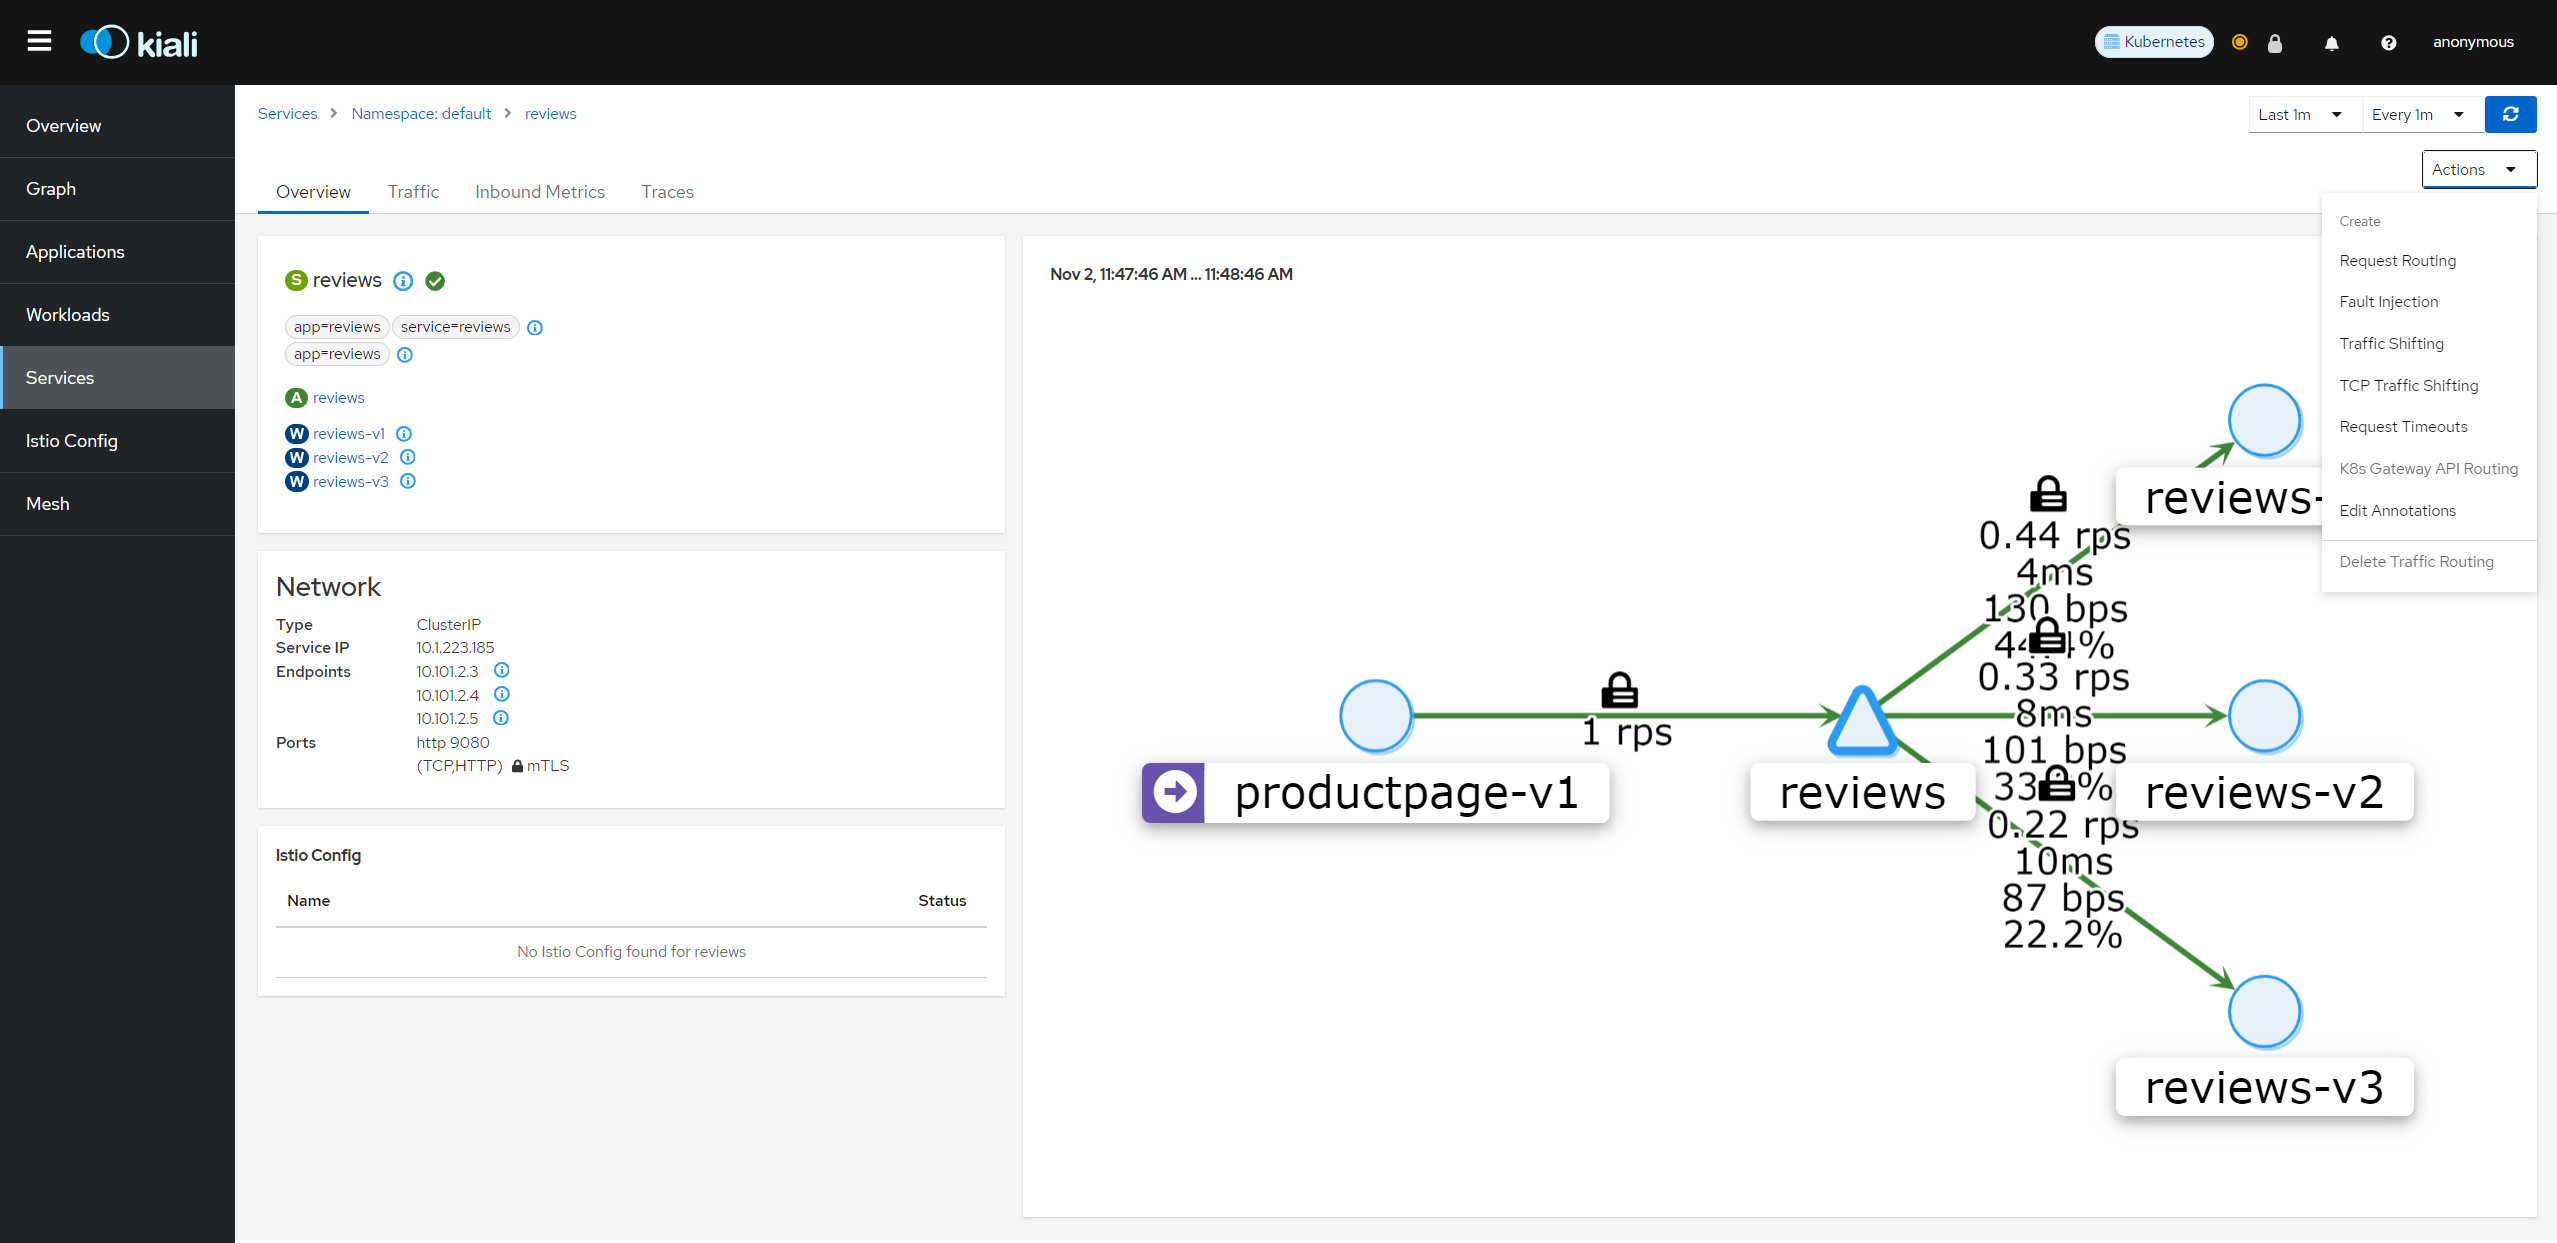 kiali
Kubernetes
anonymous
Overview
Graph
Applications
Workloads
Services
Istio Config
Mesh
Services > Namespace: default > reviews
Last 1m
Every 1m
Actions
Overview
Traffic
Inbound Metrics
Traces
Create
Request Routing
Fault Injection
Traffic Shifting
TCP Traffic Shifting
Request Timeouts
K8s Gateway API Routing
Edit Annotations
Delete Traffic Routing
S reviews
app=reviews service=reviews
app=reviews
A reviews
W reviews-v1
W reviews-v2
W reviews-v3
Network
Type ClusterIP
Service IP 10.1.223.185
Endpoints 10.101.2.3
10.101.2.4
10.101.2.5
Ports http 9080
(TCP,HTTP) mTLS
Istio Config
Name Status
No Istio Config found for reviews
Nov 2, 11:47:46 AM ... 11:48:46 AM
reviews-
0.44 rps
4ms
130 bps
0.33 rps
8ms
101 bps
1 rps
productpage-v1
reviews
reviews-v2
0.22 rps
10ms
87 bps
22.2%
reviews-v3